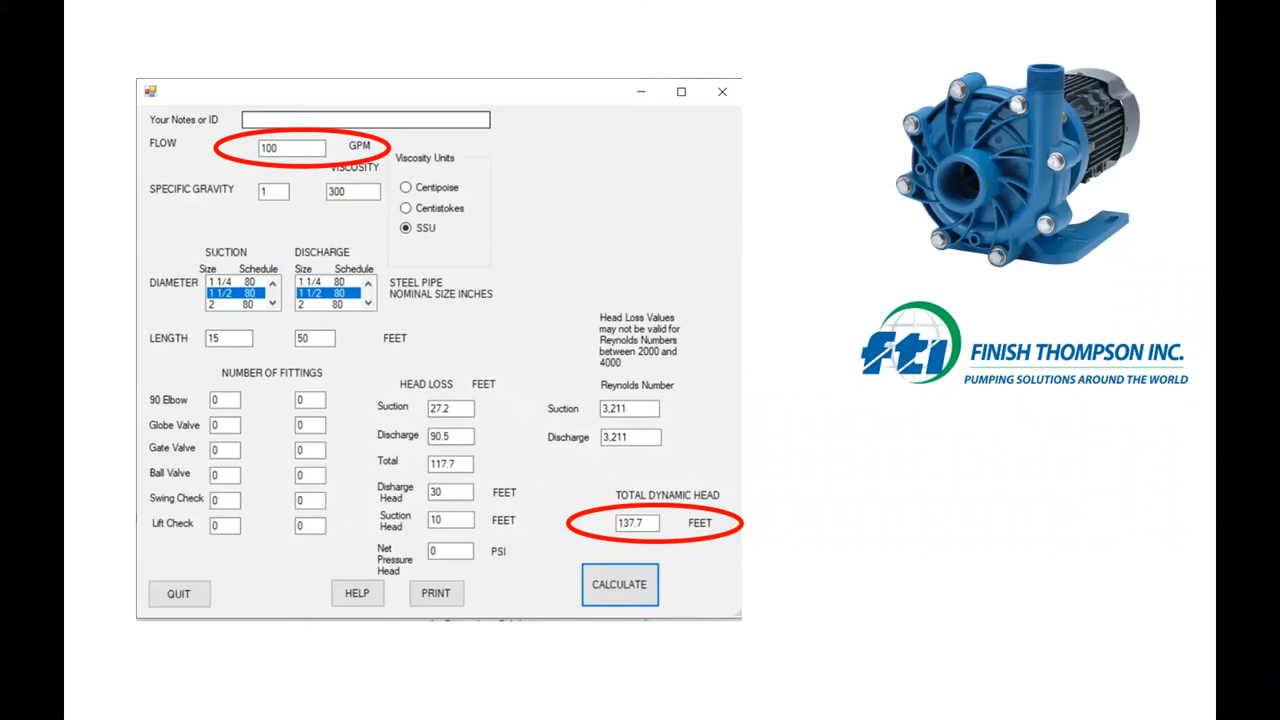 Your Notes or ID
FLOW 100 GPM
VISCOSITY
Viscosity Units
SPECIFIC GRAVITY 1 300
Centipoise
Centistokes
SSU
SUCTION DISCHARGE
Size Schedule Size Schedule
DIAMETER
1 1/4 80 1 1/4 80
1 1/2 80 1 1/2 80
2 80 2 80
STEEL PIPE
NOMINAL SIZE INCHES
LENGTH 15 50 FEET
Head Loss Values
may not be valid for
Reynolds Numbers
between 2000 and
4000
NUMBER OF FITTINGS
HEAD LOSS FEET
Reynolds Number
90 Elbow 0 0
Globe Valve 0 0
Gate Valve 0 0
Ball Valve 0 0
Swing Check 0 0
Lift Check 0 0
Suction 27.2
Discharge 90.5
Total 117.7
Disharge
Head 30 FEET
Suction
Head 10 FEET
Net
Pressure
Head 0 PSI
Suction 3,211
Discharge 3,211
TOTAL DYNAMIC HEAD
137.7 FEET
QUIT
HELP
PRINT
CALCULATE
fti
FINISH THOMPSON INC.
PUMPING SOLUTIONS AROUND THE WORLD